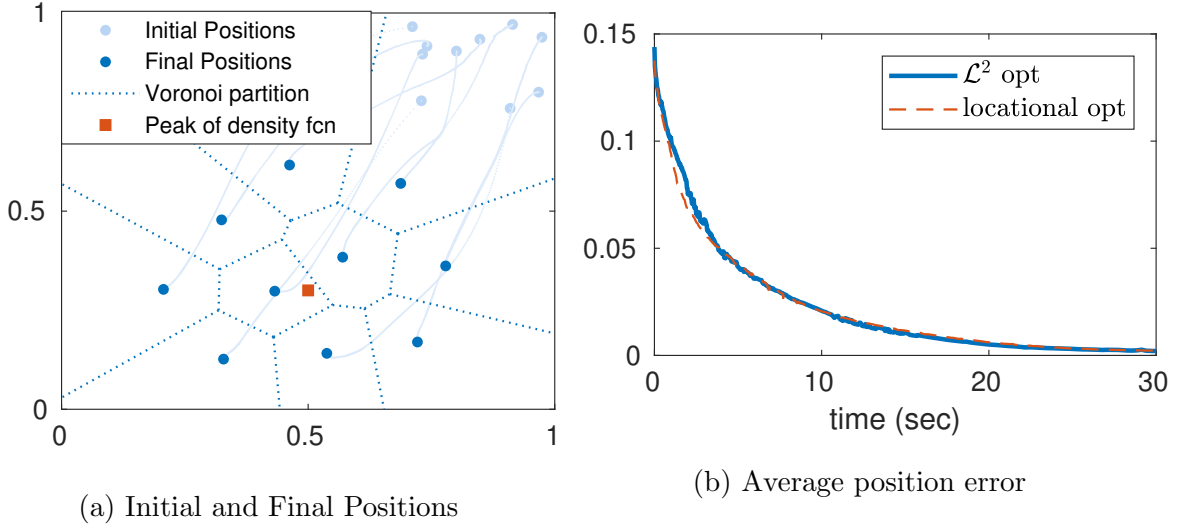 1
Initial Positions
Final Positions
Voronoi partition
Peak of density fcn
0.5
0
0
0.5
1
(a) Initial and Final Positions
0.15
ℒ² opt
locational opt
0.1
0.05
0
0
10
20
30
time (sec)
(b) Average position error